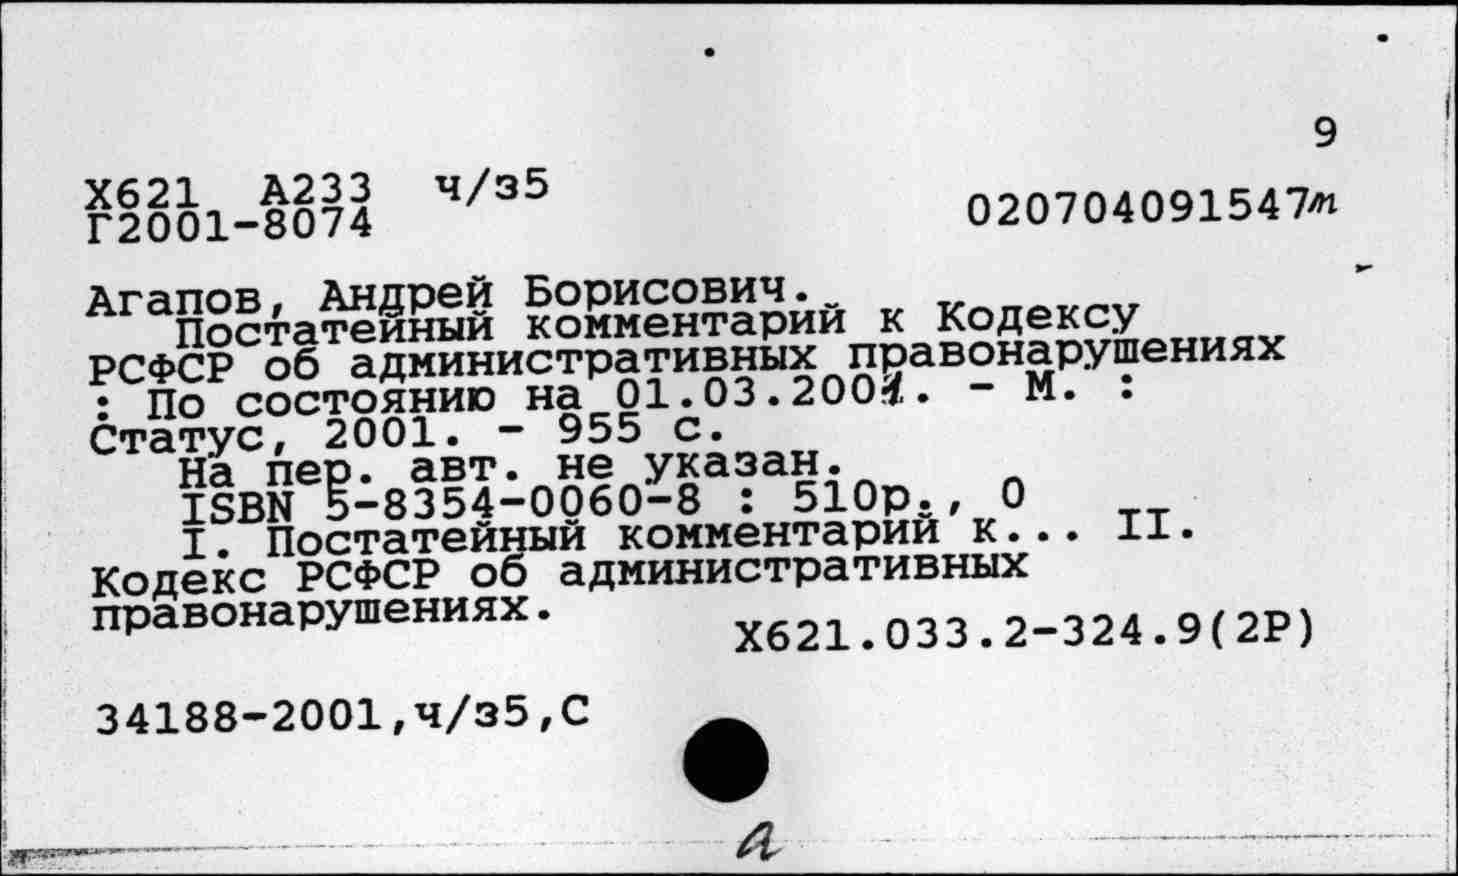 9
Х621 А233 ч/з5
Г2001-8074
020704091547т
Агапов, Андрей Борисович.
Постатейный комментарий к Кодексу
РСФСР об административных правонарушениях
: По состоянию на 01.03.2001. - М. :
Статус, 2001. - 955 с.
На пер. авт. не указан.
ISBN 5-8354-0060-8 : 510р., 0
I. Постатейный комментарий к... II.
Кодекс РСФСР об административных
правонарушениях.
Х621.033.2-324.9(2Р)
34188-2001,ч/з5,С
а